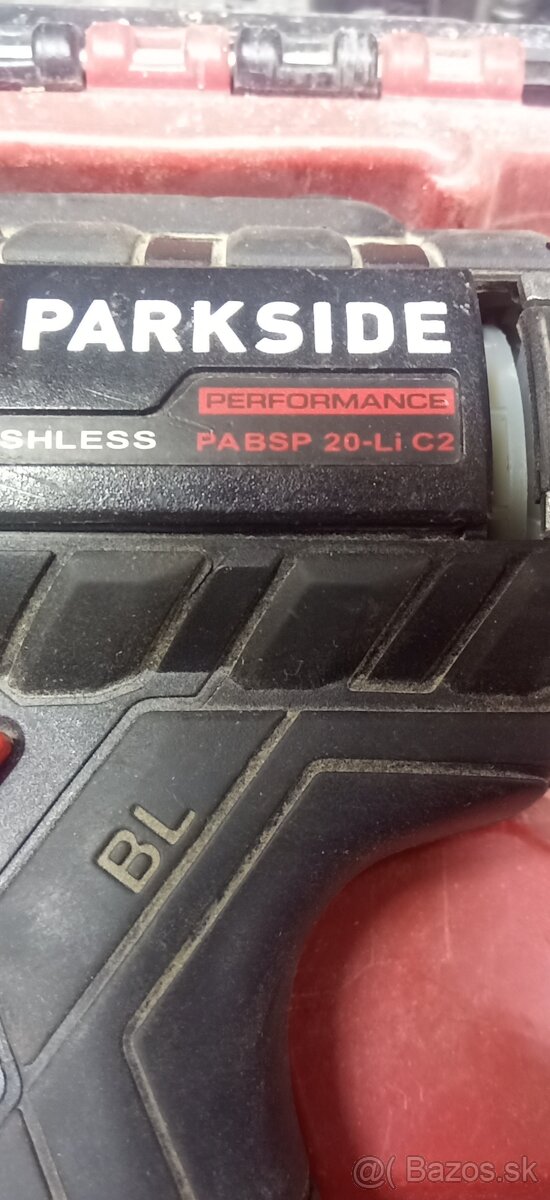 PARKSIDE
PERFORMANCE
SHLESS PABSP 20-Li C2
BL
@ Bazos.sk